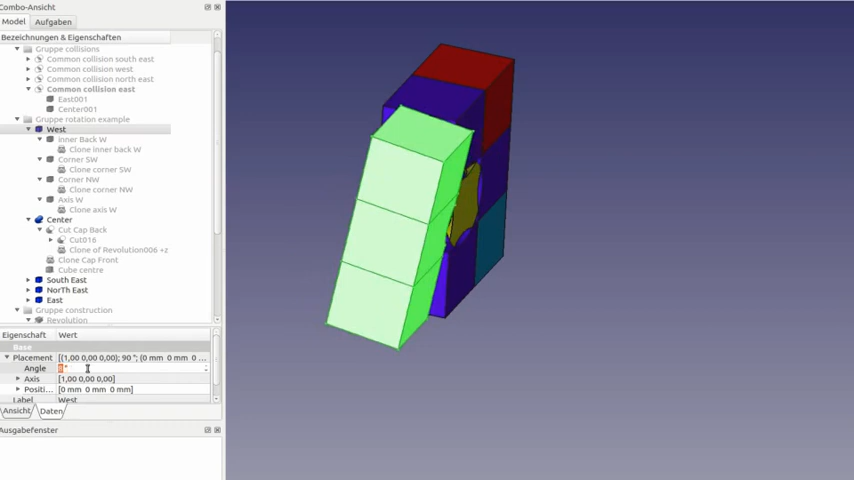 Combo-Ansicht
Model Aufgaben
Bezeichnungen & Eigenschaften
Gruppe collisions
Common collision south east
Common collision west
Common collision north east
Common collision east
East001
Center001
Gruppe rotation example
West
inner Back W
Clone inner back W
Corner SW
Clone corner SW
Corner NW
Clone corner NW
Axis W
Clone axis W
Center
Cut Cap Back
Cut016
Clone of Revolution006 +z
Clone Cap Front
Cube centre
South East
NorTh East
East
Gruppe construction
Revolution
Eigenschaft Wert
Base
Placement [(1,00 0,00 0,00); 90 °; (0 mm 0 mm 0 ...
Angle
Axis [1,00 0,00 0,00]
Positi... [0 mm 0 mm 0 mm]
Label West
Ansicht Daten
Ausgabefenster